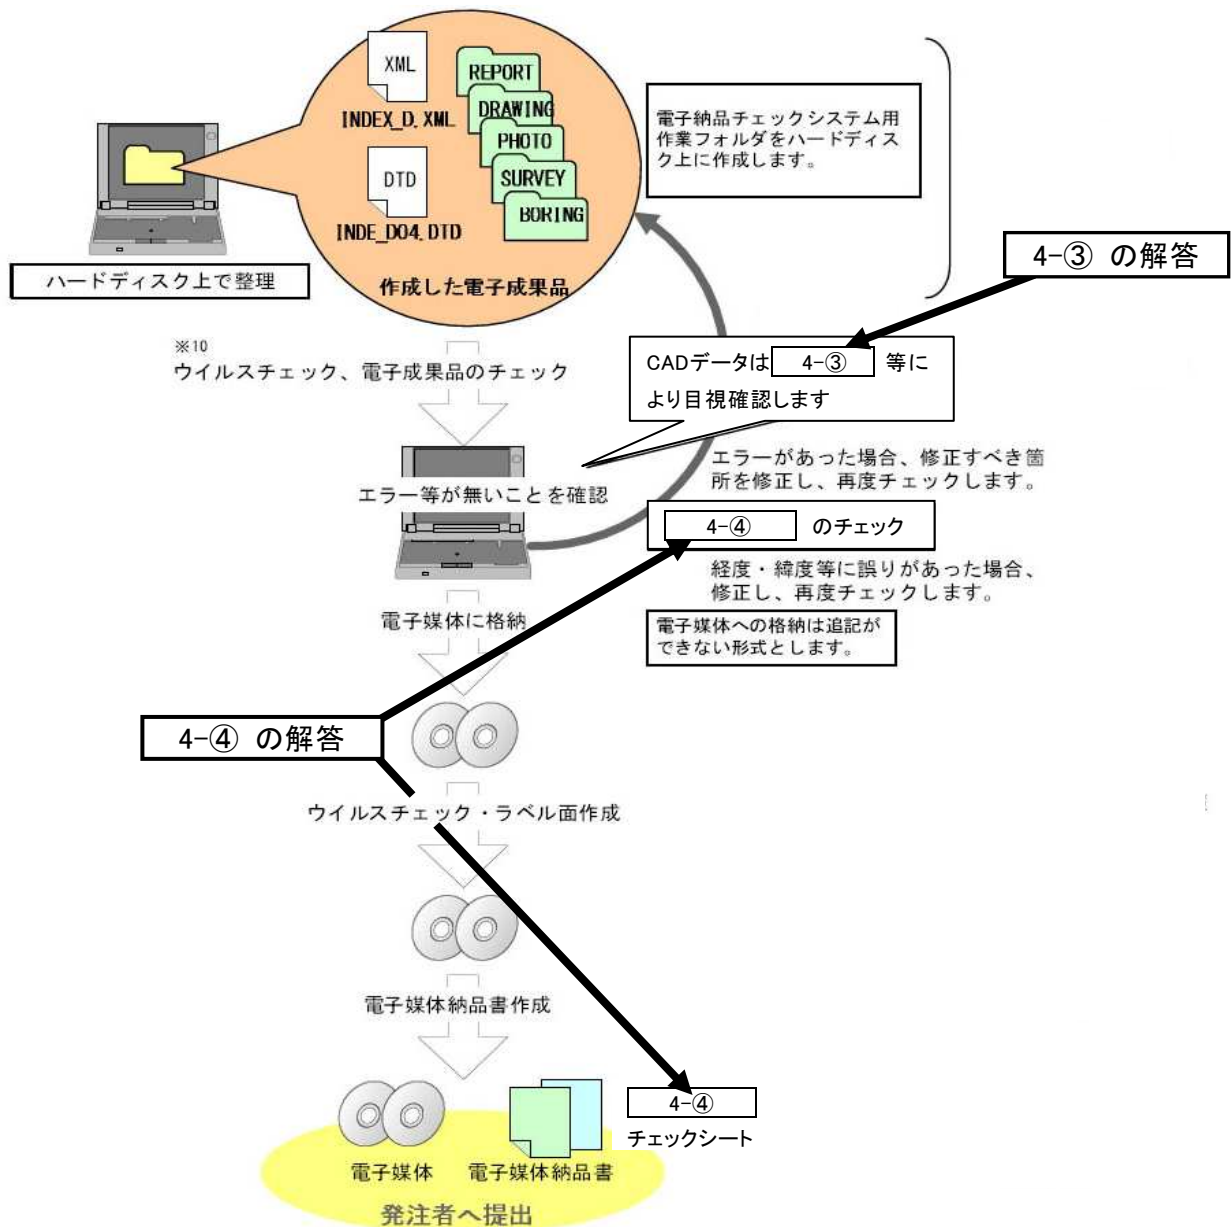 XML
INDEX_D.XML
DTD
INDE_D04.DTD
REPORT
DRAWING
PHOTO
SURVEY
BORING
作成した電子成果品
ハードディスク上で整理
電子納品チェックシステム用
作業フォルダをハードディス
ク上に作成します。
4-③ の解答
※10
ウイルスチェック、電子成果品のチェック
CADデータは 4-③ 等に
より目視確認します
エラー等が無いことを確認
エラーがあった場合、修正すべき箇
所を修正し、再度チェックします。
4-④ のチェック
経度・緯度等に誤りがあった場合、
修正し、再度チェックします。
電子媒体への格納は追記が
できない形式とします。
電子媒体に格納
4-④ の解答
ウイルスチェック・ラベル面作成
電子媒体納品書作成
4-④
チェックシート
電子媒体
電子媒体納品書
発注者へ提出